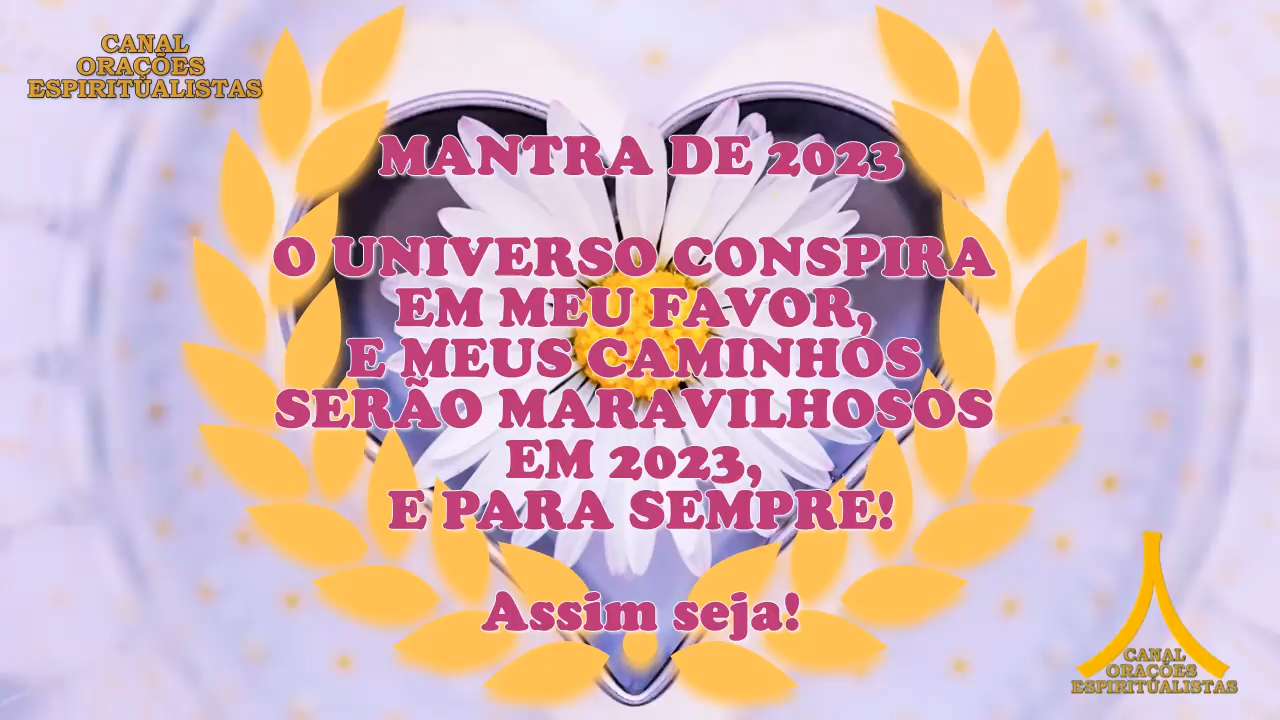 CANAL
ORAÇÕES
ESPIRITUALISTAS
MANTRA DE 2023
O UNIVERSO CONSPIRA
EM MEU FAVOR,
E MEUS CAMINHOS
SERÃO MARAVILHOSOS
EM 2023,
E PARA SEMPRE!
Assim seja!
CANAL
ORAÇÕES
ESPIRITUALISTAS